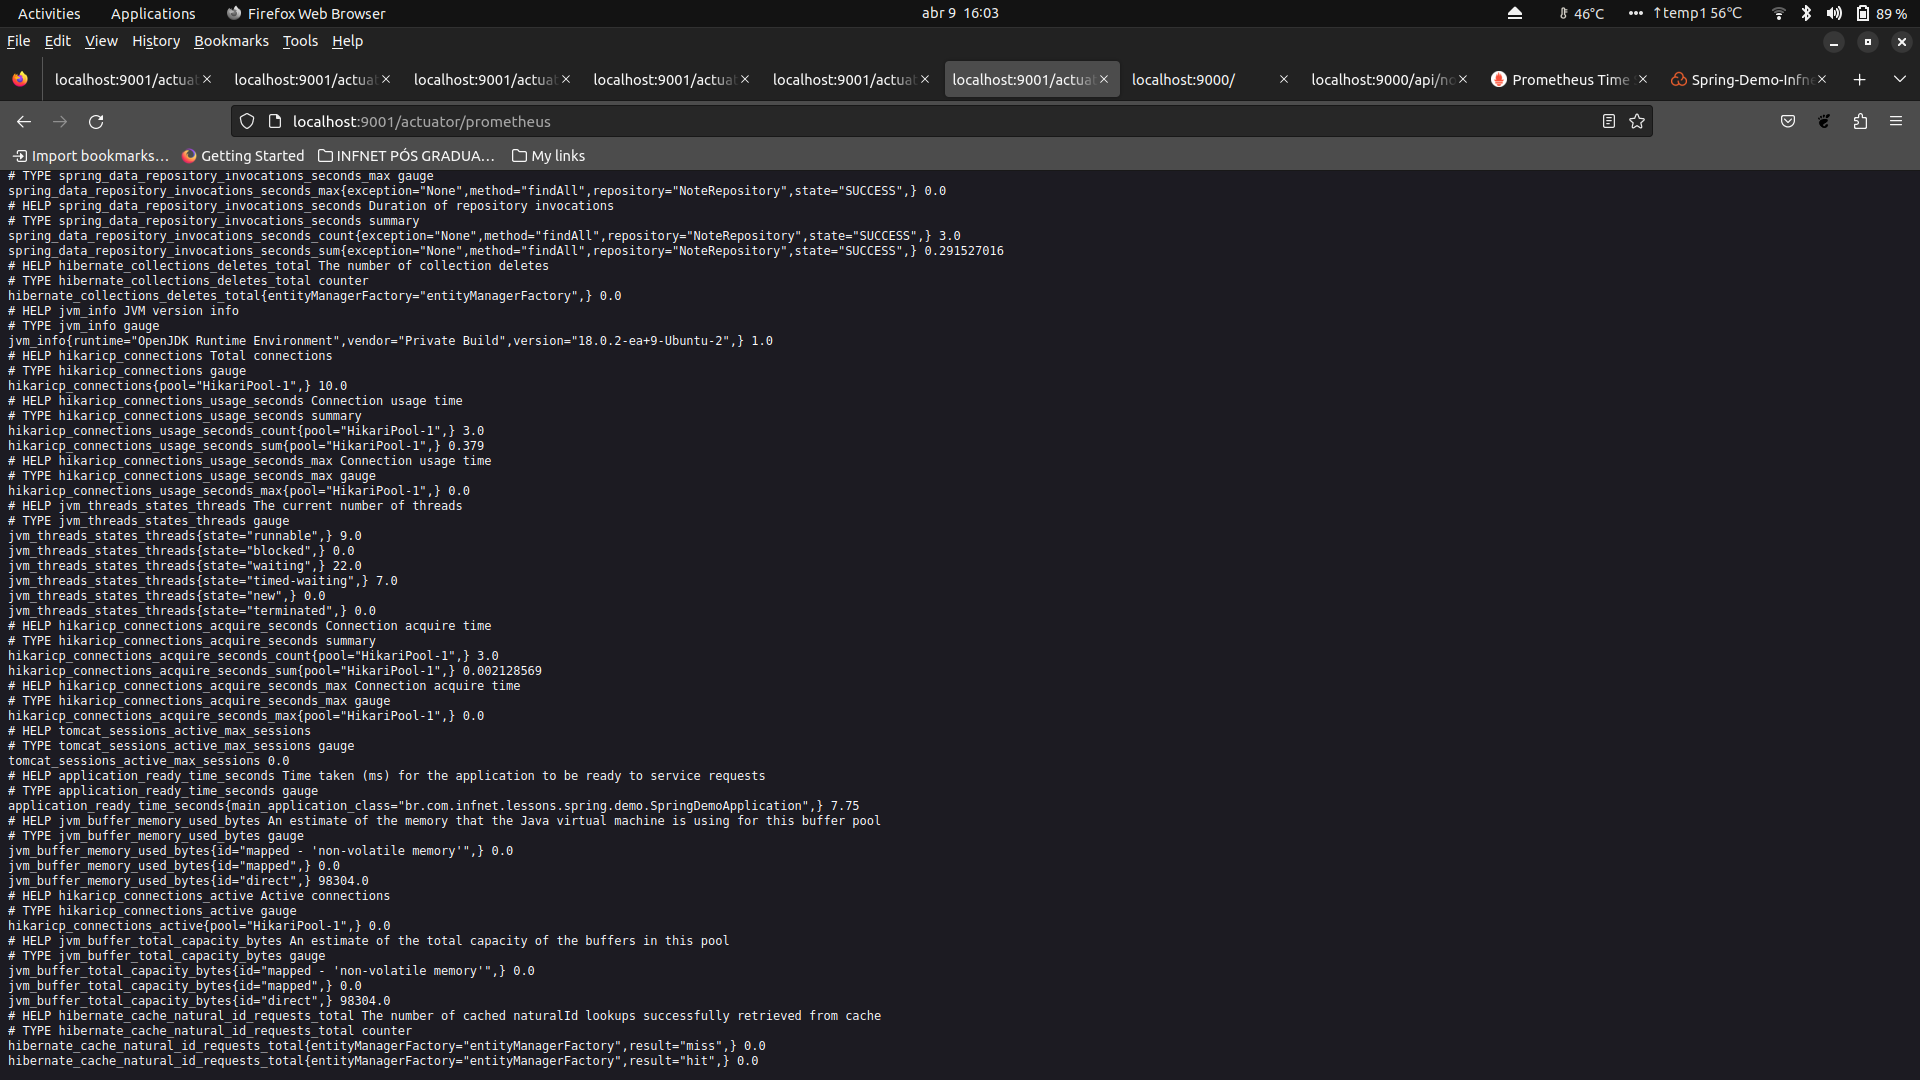 Activities Applications Firefox Web Browser abr 9 16:03 46°C ↑temp1 56°C 89 %
File Edit View History Bookmarks Tools Help
localhost:9001/actuat localhost:9001/actuat localhost:9001/actuat localhost:9001/actuat localhost:9001/actuat localhost:9001/actuat localhost:9000/ localhost:9000/api/no Prometheus Time Spring-Demo-Infn
localhost:9001/actuator/prometheus
Import bookmarks… Getting Started INFNET PÓS GRADUA… My links
# TYPE spring_data_repository_invocations_seconds_max gauge
spring_data_repository_invocations_seconds_max{exception="None",method="findAll",repository="NoteRepository",state="SUCCESS",} 0.0
# HELP spring_data_repository_invocations_seconds Duration of repository invocations
# TYPE spring_data_repository_invocations_seconds summary
spring_data_repository_invocations_seconds_count{exception="None",method="findAll",repository="NoteRepository",state="SUCCESS",} 3.0
spring_data_repository_invocations_seconds_sum{exception="None",method="findAll",repository="NoteRepository",state="SUCCESS",} 0.291527016
# HELP hibernate_collections_deletes_total The number of collection deletes
# TYPE hibernate_collections_deletes_total counter
hibernate_collections_deletes_total{entityManagerFactory="entityManagerFactory",} 0.0
# HELP jvm_info JVM version info
# TYPE jvm_info gauge
jvm_info{runtime="OpenJDK Runtime Environment",vendor="Private Build",version="18.0.2-ea+9-Ubuntu-2",} 1.0
# HELP hikaricp_connections Total connections
# TYPE hikaricp_connections gauge
hikaricp_connections{pool="HikariPool-1",} 10.0
# HELP hikaricp_connections_usage_seconds Connection usage time
# TYPE hikaricp_connections_usage_seconds summary
hikaricp_connections_usage_seconds_count{pool="HikariPool-1",} 3.0
hikaricp_connections_usage_seconds_sum{pool="HikariPool-1",} 0.379
# HELP hikaricp_connections_usage_seconds_max Connection usage time
# TYPE hikaricp_connections_usage_seconds_max gauge
hikaricp_connections_usage_seconds_max{pool="HikariPool-1",} 0.0
# HELP jvm_threads_states_threads The current number of threads
# TYPE jvm_threads_states_threads gauge
jvm_threads_states_threads{state="runnable",} 9.0
jvm_threads_states_threads{state="blocked",} 0.0
jvm_threads_states_threads{state="waiting",} 22.0
jvm_threads_states_threads{state="timed-waiting",} 7.0
jvm_threads_states_threads{state="new",} 0.0
jvm_threads_states_threads{state="terminated",} 0.0
# HELP hikaricp_connections_acquire_seconds Connection acquire time
# TYPE hikaricp_connections_acquire_seconds summary
hikaricp_connections_acquire_seconds_count{pool="HikariPool-1",} 3.0
hikaricp_connections_acquire_seconds_sum{pool="HikariPool-1",} 0.002128569
# HELP hikaricp_connections_acquire_seconds_max Connection acquire time
# TYPE hikaricp_connections_acquire_seconds_max gauge
hikaricp_connections_acquire_seconds_max{pool="HikariPool-1",} 0.0
# HELP tomcat_sessions_active_max_sessions
# TYPE tomcat_sessions_active_max_sessions gauge
tomcat_sessions_active_max_sessions 0.0
# HELP application_ready_time_seconds Time taken (ms) for the application to be ready to service requests
# TYPE application_ready_time_seconds gauge
application_ready_time_seconds{main_application_class="br.com.infnet.lessons.spring.demo.SpringDemoApplication",} 7.75
# HELP jvm_buffer_memory_used_bytes An estimate of the memory that the Java virtual machine is using for this buffer pool
# TYPE jvm_buffer_memory_used_bytes gauge
jvm_buffer_memory_used_bytes{id="mapped - 'non-volatile memory'",} 0.0
jvm_buffer_memory_used_bytes{id="mapped",} 0.0
jvm_buffer_memory_used_bytes{id="direct",} 98304.0
# HELP hikaricp_connections_active Active connections
# TYPE hikaricp_connections_active gauge
hikaricp_connections_active{pool="HikariPool-1",} 0.0
# HELP jvm_buffer_total_capacity_bytes An estimate of the total capacity of the buffers in this pool
# TYPE jvm_buffer_total_capacity_bytes gauge
jvm_buffer_total_capacity_bytes{id="mapped - 'non-volatile memory'",} 0.0
jvm_buffer_total_capacity_bytes{id="mapped",} 0.0
jvm_buffer_total_capacity_bytes{id="direct",} 98304.0
# HELP hibernate_cache_natural_id_requests_total The number of cached naturalId lookups successfully retrieved from cache
# TYPE hibernate_cache_natural_id_requests_total counter
hibernate_cache_natural_id_requests_total{entityManagerFactory="entityManagerFactory",result="miss",} 0.0
hibernate_cache_natural_id_requests_total{entityManagerFactory="entityManagerFactory",result="hit",} 0.0